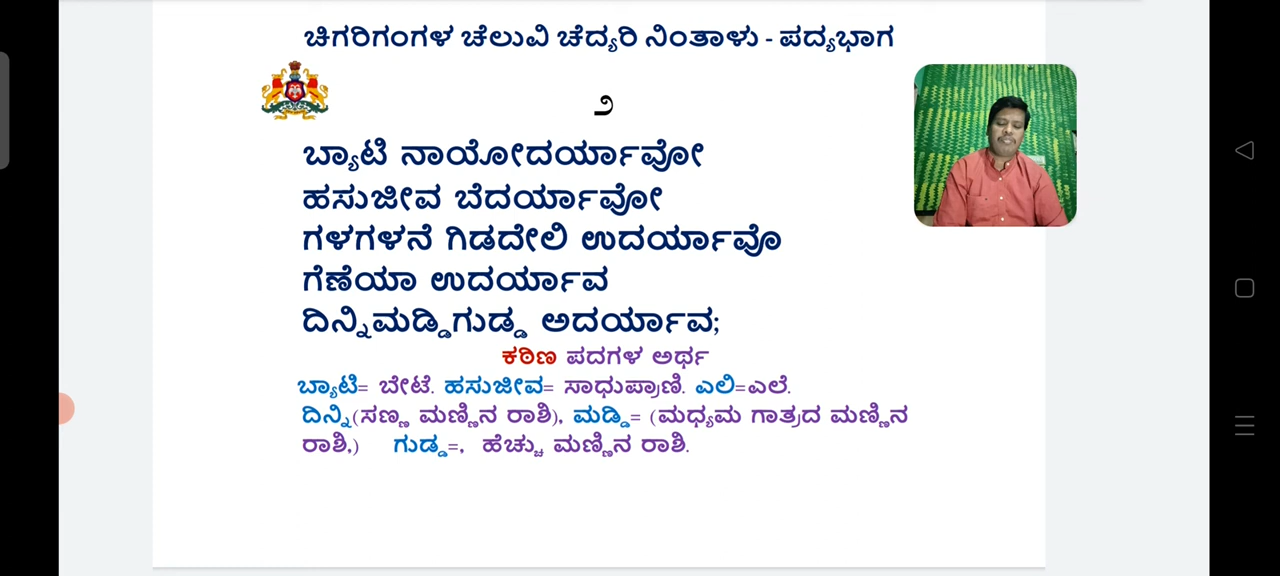 ಚಿಗರಿಗಂಗಳ ಚೆಲುವಿ ಚೆದ್ಯರಿ ನಿಂತಾಳು - ಪದ್ಯಭಾಗ
೨
ಬ್ಯಾಟಿ ನಾಯೋದರ್ಯಾವೋ
ಹಸುಜೀವ ಬೆದರ್ಯಾವೋ
ಗಳಗಳನೆ ಗಿಡದೇಲಿ ಉದರ್ಯಾವೊ
ಗೆಣೆಯಾ ಉದರ್ಯಾವ
ದಿನ್ನಿಮಡ್ಡಿಗುಡ್ಡ ಅದರ್ಯಾವ;
ಕಠಿಣ ಪದಗಳ ಅರ್ಥ
ಬ್ಯಾಟಿ= ಬೇಟೆ. ಹಸುಜೀವ= ಸಾಧುಪ್ರಾಣಿ. ಎಲಿ=ಎಲೆ.
ದಿನ್ನಿ(ಸಣ್ಣ ಮಣ್ಣಿನ ರಾಶಿ), ಮಡ್ಡಿ= (ಮಧ್ಯಮ ಗಾತ್ರದ ಮಣ್ಣಿನ
ರಾಶಿ,) ಗುಡ್ಡ=, ಹೆಚ್ಚು ಮಣ್ಣಿನ ರಾಶಿ.